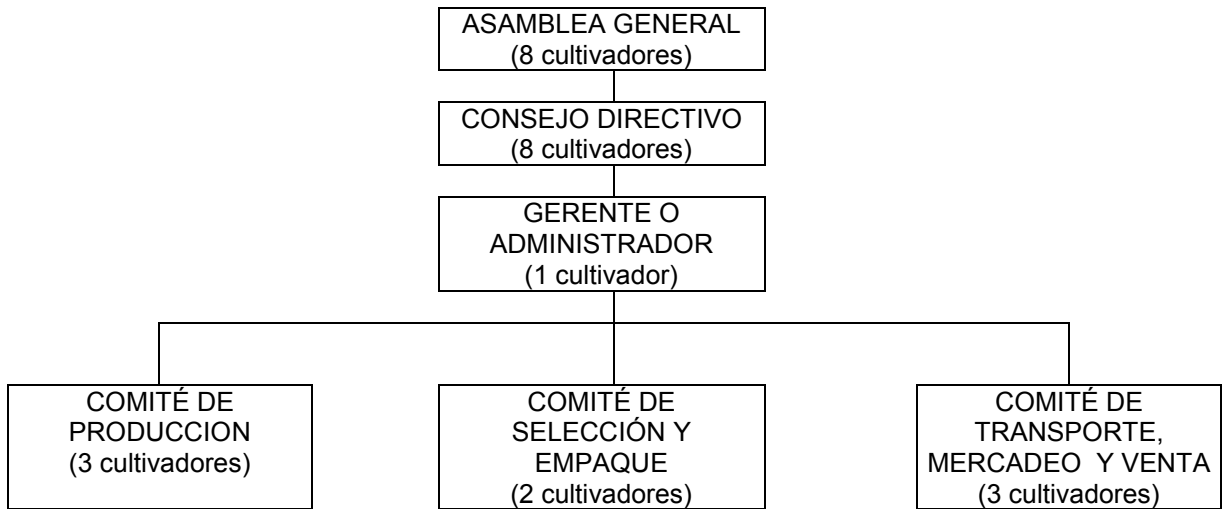 ASAMBLEA GENERAL
(8 cultivadores)
CONSEJO DIRECTIVO
(8 cultivadores)
GERENTE O
ADMINISTRADOR
(1 cultivador)
COMITÉ DE
PRODUCCION
(3 cultivadores)
COMITÉ DE
SELECCIÓN Y
EMPAQUE
(2 cultivadores)
COMITÉ DE
TRANSPORTE,
MERCADEO Y VENTA
(3 cultivadores)